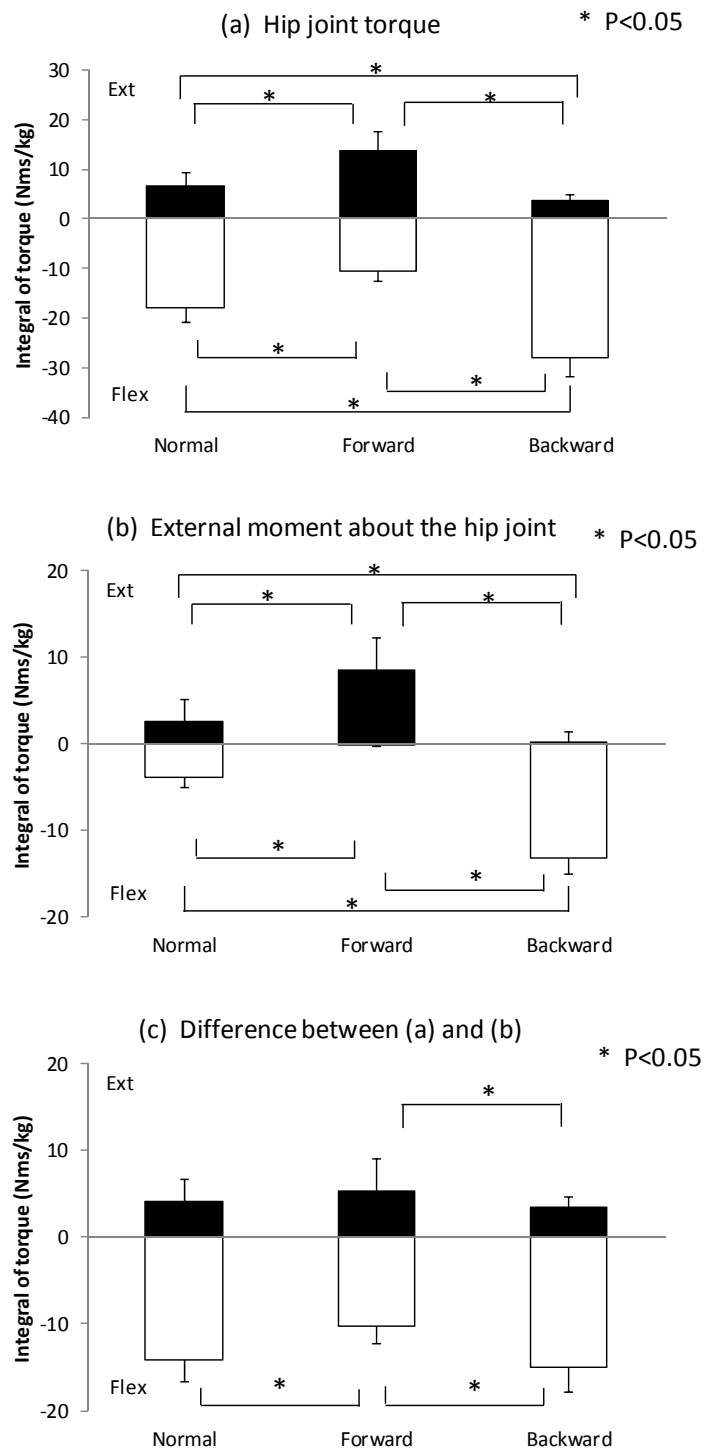 (a) Hip joint torque
* P<0.05
Integral of torque (Nms/kg)
30
20
10
0
-10
-20
-30
-40
Ext
Flex
*
*
*
*
*
*
Normal
Forward
Backward
(b) External moment about the hip joint
* P<0.05
Integral of torque (Nms/kg)
20
10
0
-10
-20
Ext
Flex
*
*
*
*
*
*
Normal
Forward
Backward
(c) Difference between (a) and (b)
* P<0.05
Integral of torque (Nms/kg)
20
10
0
-10
-20
Ext
Flex
*
*
*
Normal
Forward
Backward